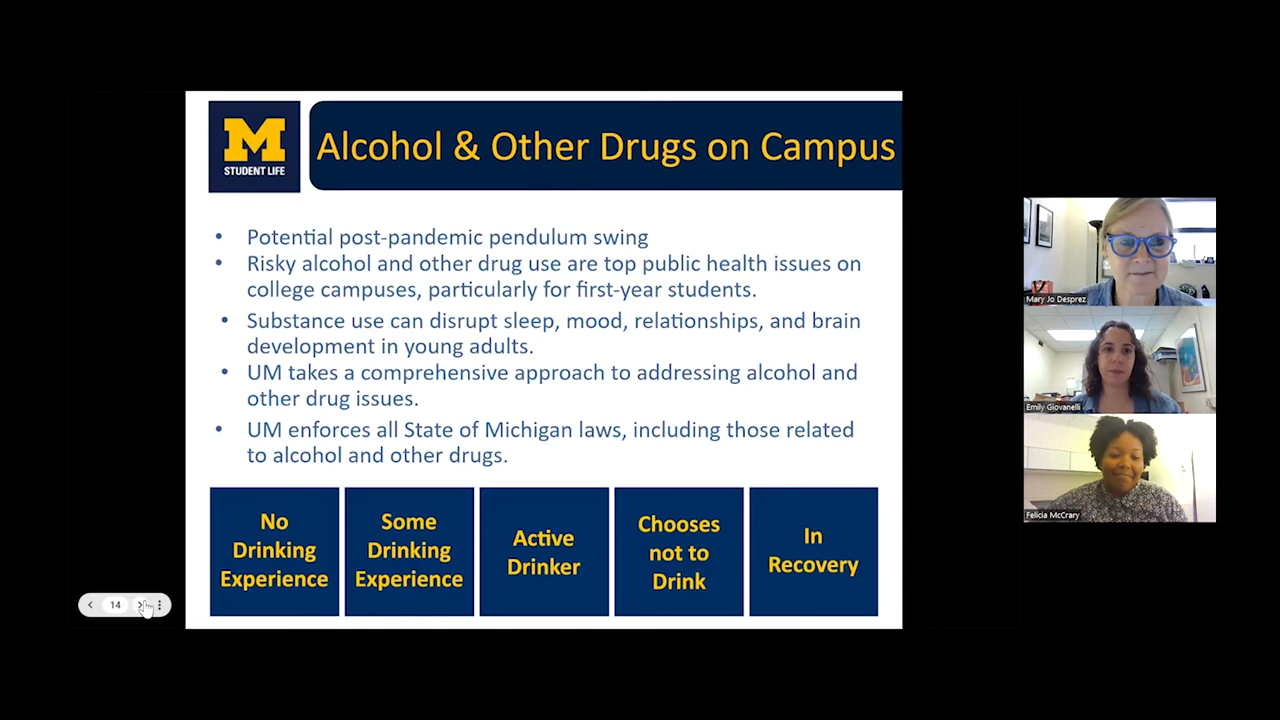 M
STUDENT LIFE
Alcohol & Other Drugs on Campus
• Potential post-pandemic pendulum swing
• Risky alcohol and other drug use are top public health issues on
college campuses, particularly for first-year students.
• Substance use can disrupt sleep, mood, relationships, and brain
development in young adults.
• UM takes a comprehensive approach to addressing alcohol and
other drug issues.
• UM enforces all State of Michigan laws, including those related
to alcohol and other drugs.
No
Drinking
Experience
Some
Drinking
Experience
Active
Drinker
Chooses
not to
Drink
In
Recovery
14
Mary Jo Desprez
Emily Giovanelli
Felicia McCrary